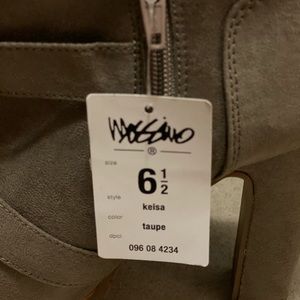 mossimo
®
size
6 1/2
style
keisa
color
taupe
dpci
096 08 4234